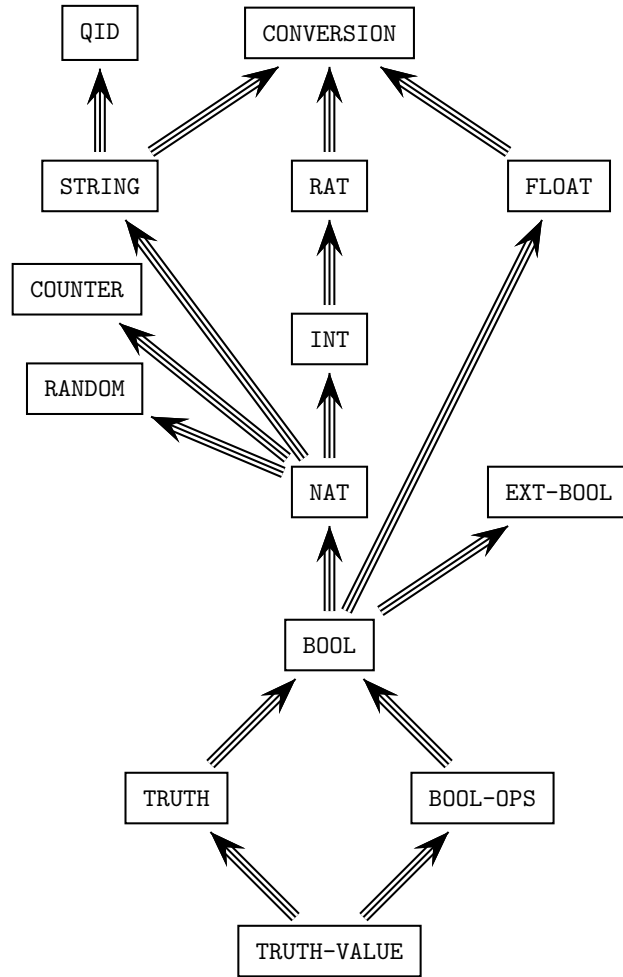 QID
CONVERSION
STRING
RAT
FLOAT
COUNTER
INT
RANDOM
NAT
EXT-BOOL
BOOL
TRUTH
BOOL-OPS
TRUTH-VALUE